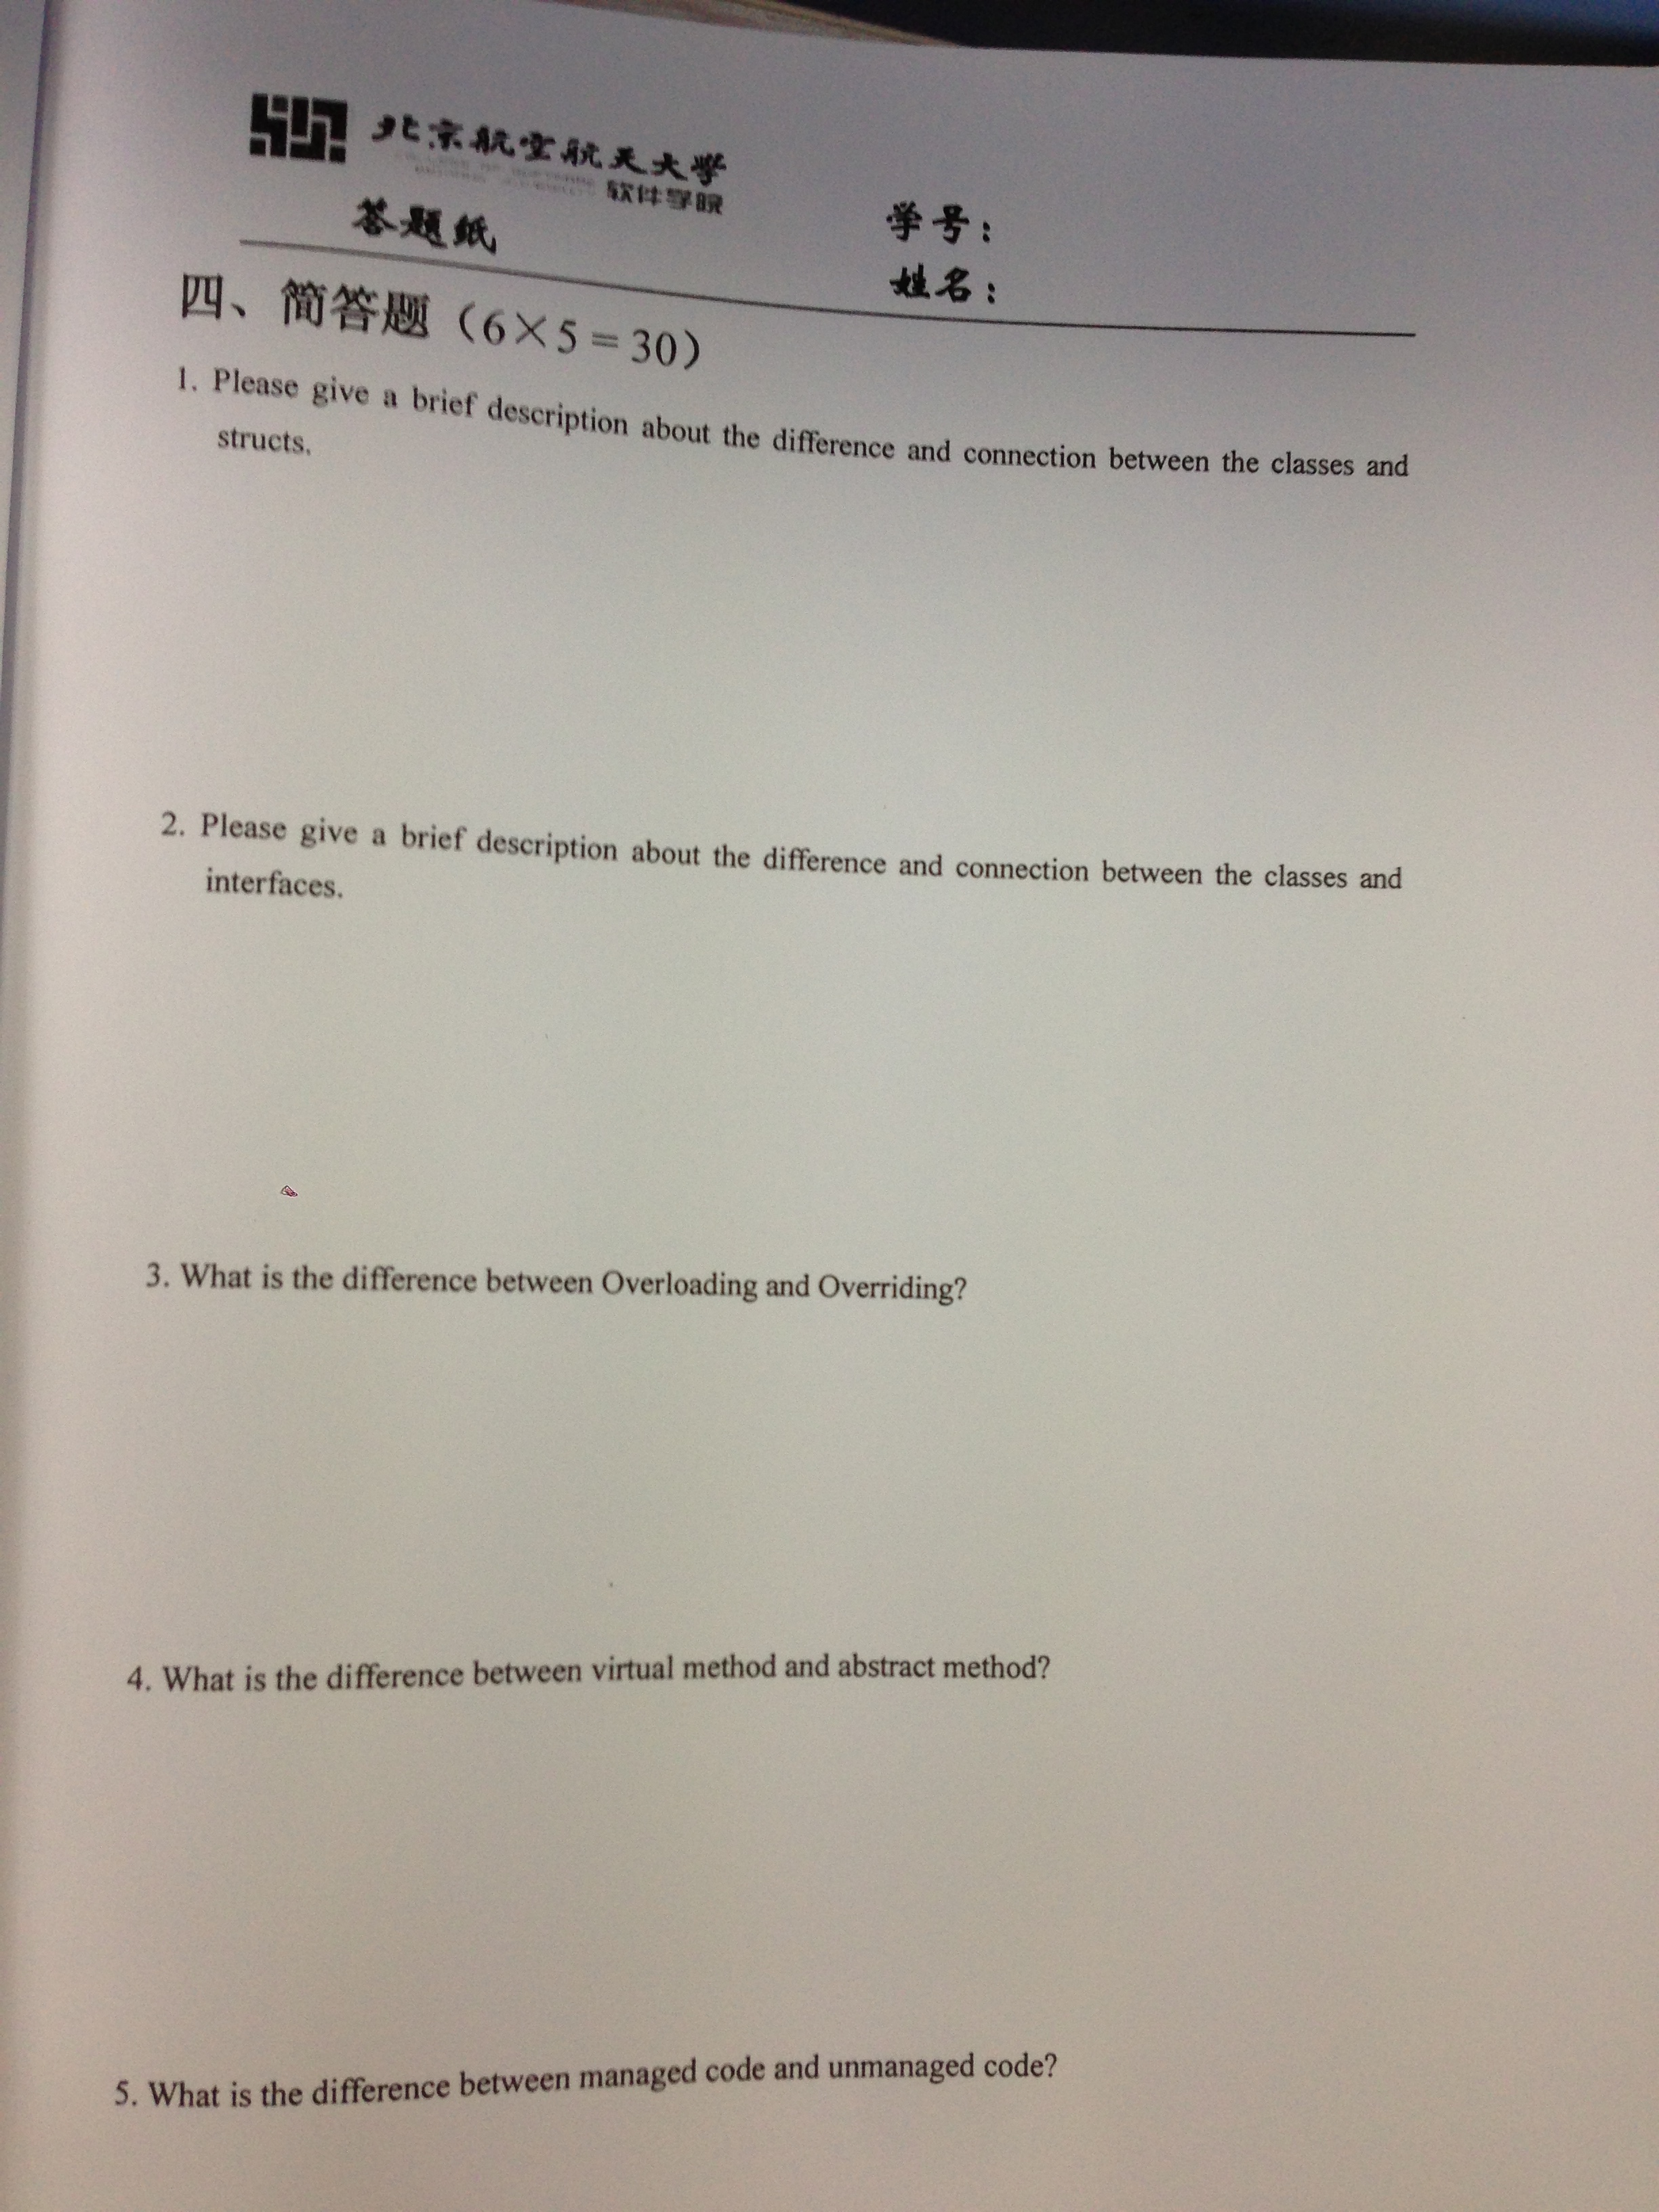 北京航空航天大学
软件学院
答题纸
学号：
姓名：
四、简答题（6×5＝30）
1. Please give a brief description about the difference and connection between the classes and
structs.
2. Please give a brief description about the difference and connection between the classes and
interfaces.
3. What is the difference between Overloading and Overriding?
4. What is the difference between virtual method and abstract method?
5. What is the difference between managed code and unmanaged code?